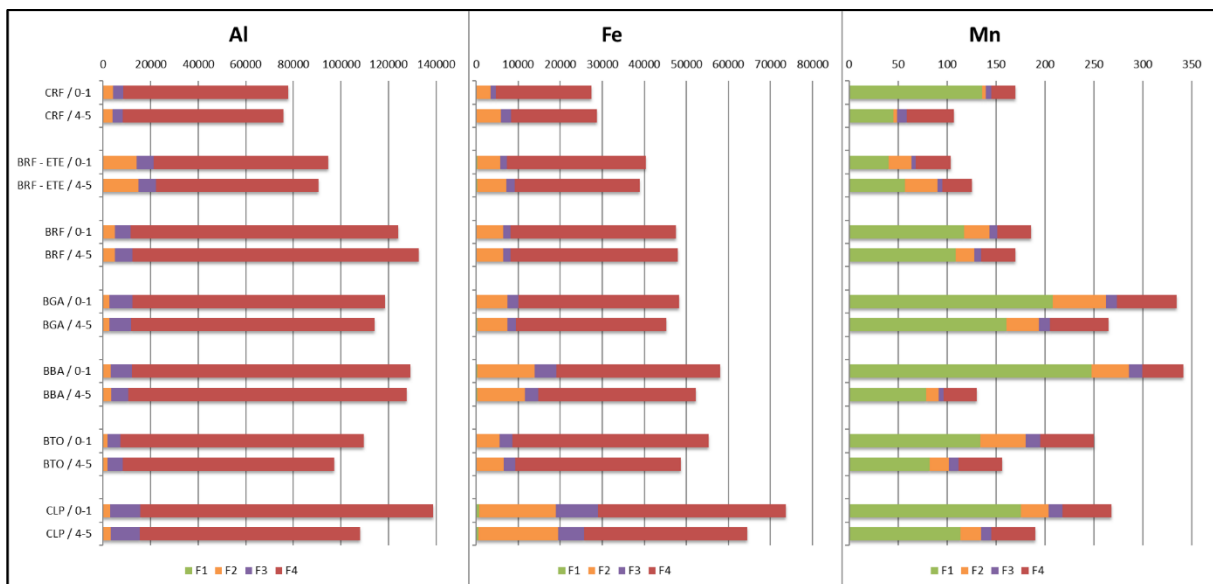 Al Fe Mn
0 20000 40000 60000 80000 100000 120000 140000 0 10000 20000 30000 40000 50000 60000 70000 80000 0 50 100 150 200 250 300 350
CRF / 0-1
CRF / 4-5
BRF - ETE / 0-1
BRF - ETE / 4-5
BRF / 0-1
BRF / 4-5
BGA / 0-1
BGA / 4-5
BBA / 0-1
BBA / 4-5
BTO / 0-1
BTO / 4-5
CLP / 0-1
CLP / 4-5
F1 F2 F3 F4 F1 F2 F3 F4 F1 F2 F3 F4